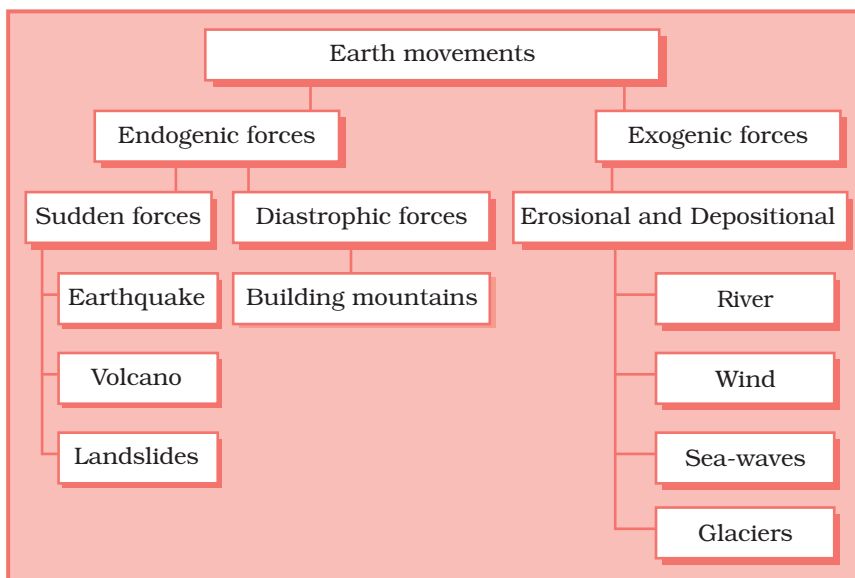 Earth movements
Endogenic forces
Exogenic forces
Sudden forces
Diastrophic forces
Erosional and Depositional
Earthquake
Building mountains
River
Volcano
Wind
Landslides
Sea-waves
Glaciers